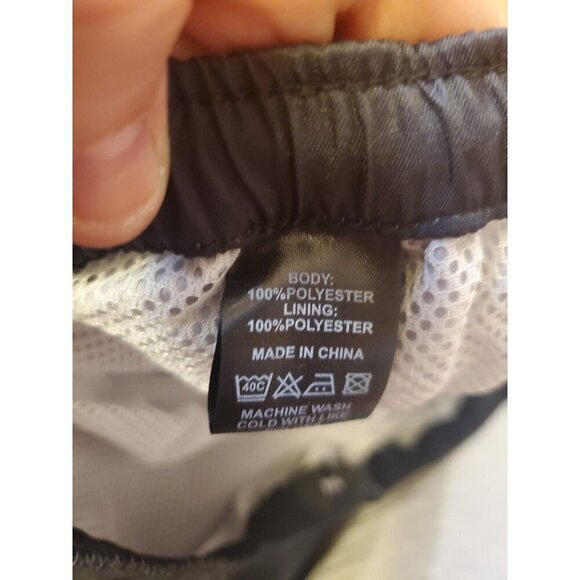 BODY:
100%POLYESTER
LINING:
100%POLYESTER
MADE IN CHINA
40C
MACHINE WASH
COLD WITH LIKE